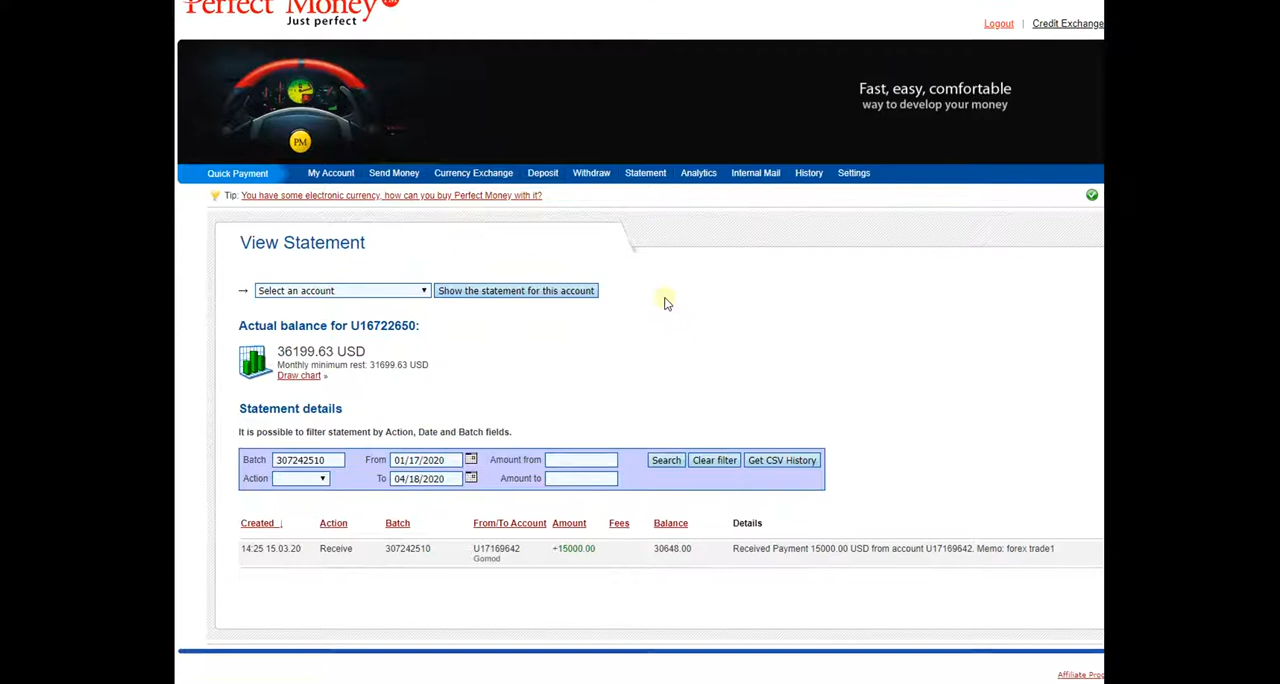 Perfect Money PM
Just perfect
Logout | Credit Exchange
Fast, easy, comfortable
way to develop your money
PM
Quick Payment My Account Send Money Currency Exchange Deposit Withdraw Statement Analytics Internal Mail History Settings
Tip: You have some electronic currency, how can you buy Perfect Money with it?
View Statement
→ Select an account Show the statement for this account
Actual balance for U16722650:
36199.63 USD
Monthly minimum rest: 31699.63 USD
Draw chart »
Statement details
It is possible to filter statement by Action, Date and Batch fields.
Batch 307242510 From 01/17/2020 Amount from Search Clear filter Get CSV History
Action To 04/18/2020 Amount to
Created ↓ Action Batch From/To Account Amount Fees Balance Details
14:25 15.03.20 Receive 307242510 U17169642 +15000.00 30648.00 Received Payment 15000.00 USD from account U17169642. Memo: forex trade1
Gomod
Affiliate Prog